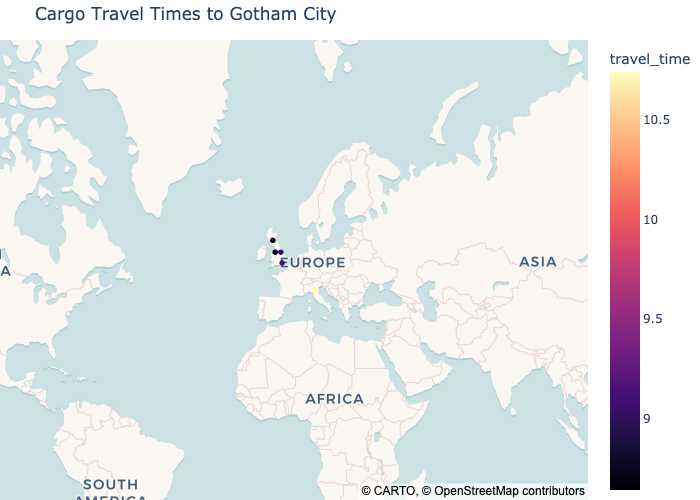 Cargo Travel Times to Gotham City
travel_time
10.5
10
9.5
9
EUROPE
ASIA
A
AFRICA
SOUTH
AMERICA
© CARTO, © OpenStreetMap contributors